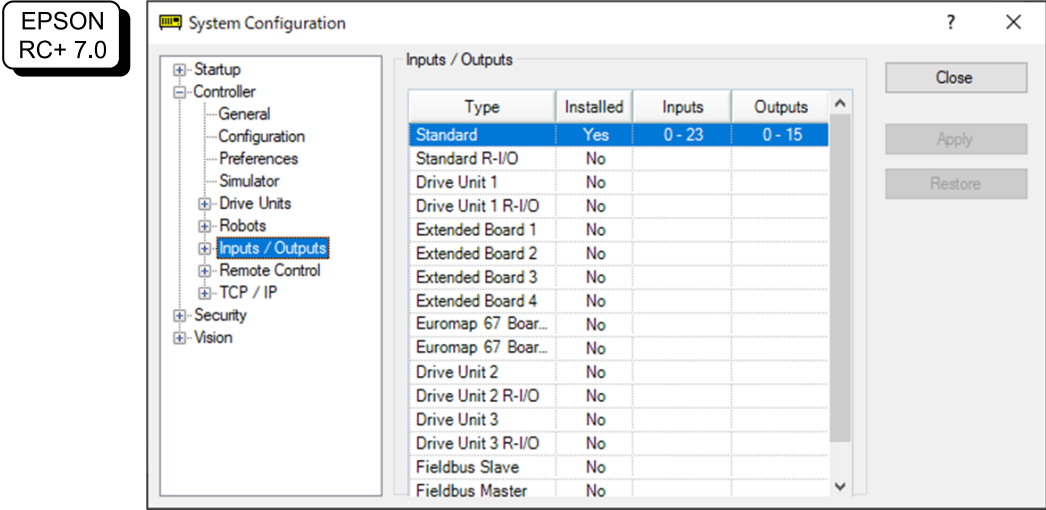 EPSON
RC+ 7.0
System Configuration
? ×
Startup
Controller
General
Configuration
Preferences
Simulator
Drive Units
Robots
Inputs / Outputs
Remote Control
TCP / IP
Security
Vision
Inputs / Outputs
Type Installed Inputs Outputs
Standard Yes 0 - 23 0 - 15
Standard R-I/O No
Drive Unit 1 No
Drive Unit 1 R-I/O No
Extended Board 1 No
Extended Board 2 No
Extended Board 3 No
Extended Board 4 No
Euromap 67 Boar... No
Euromap 67 Boar... No
Drive Unit 2 No
Drive Unit 2 R-I/O No
Drive Unit 3 No
Drive Unit 3 R-I/O No
Fieldbus Slave No
Fieldbus Master No
Close
Apply
Restore